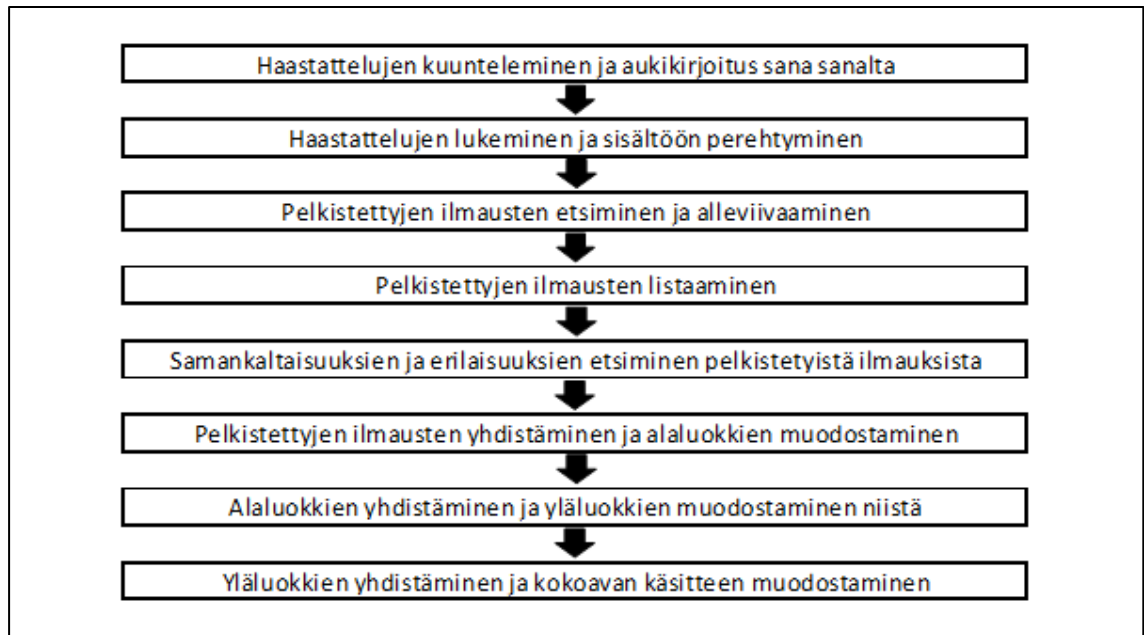 Haastattelujen kuunteleminen ja aukikirjoitus sana sanalta
Haastattelujen lukeminen ja sisältöön perehtyminen
Pelkistettyjen ilmausten etsiminen ja alleviivaaminen
Pelkistettyjen ilmausten listaaminen
Samankaltaisuuksien ja erilaisuuksien etsiminen pelkistetyistä ilmauksista
Pelkistettyjen ilmausten yhdistäminen ja alaluokkien muodostaminen
Alaluokkien yhdistäminen ja yläluokkien muodostaminen niistä
Yläluokkien yhdistäminen ja kokoavan käsitteen muodostaminen